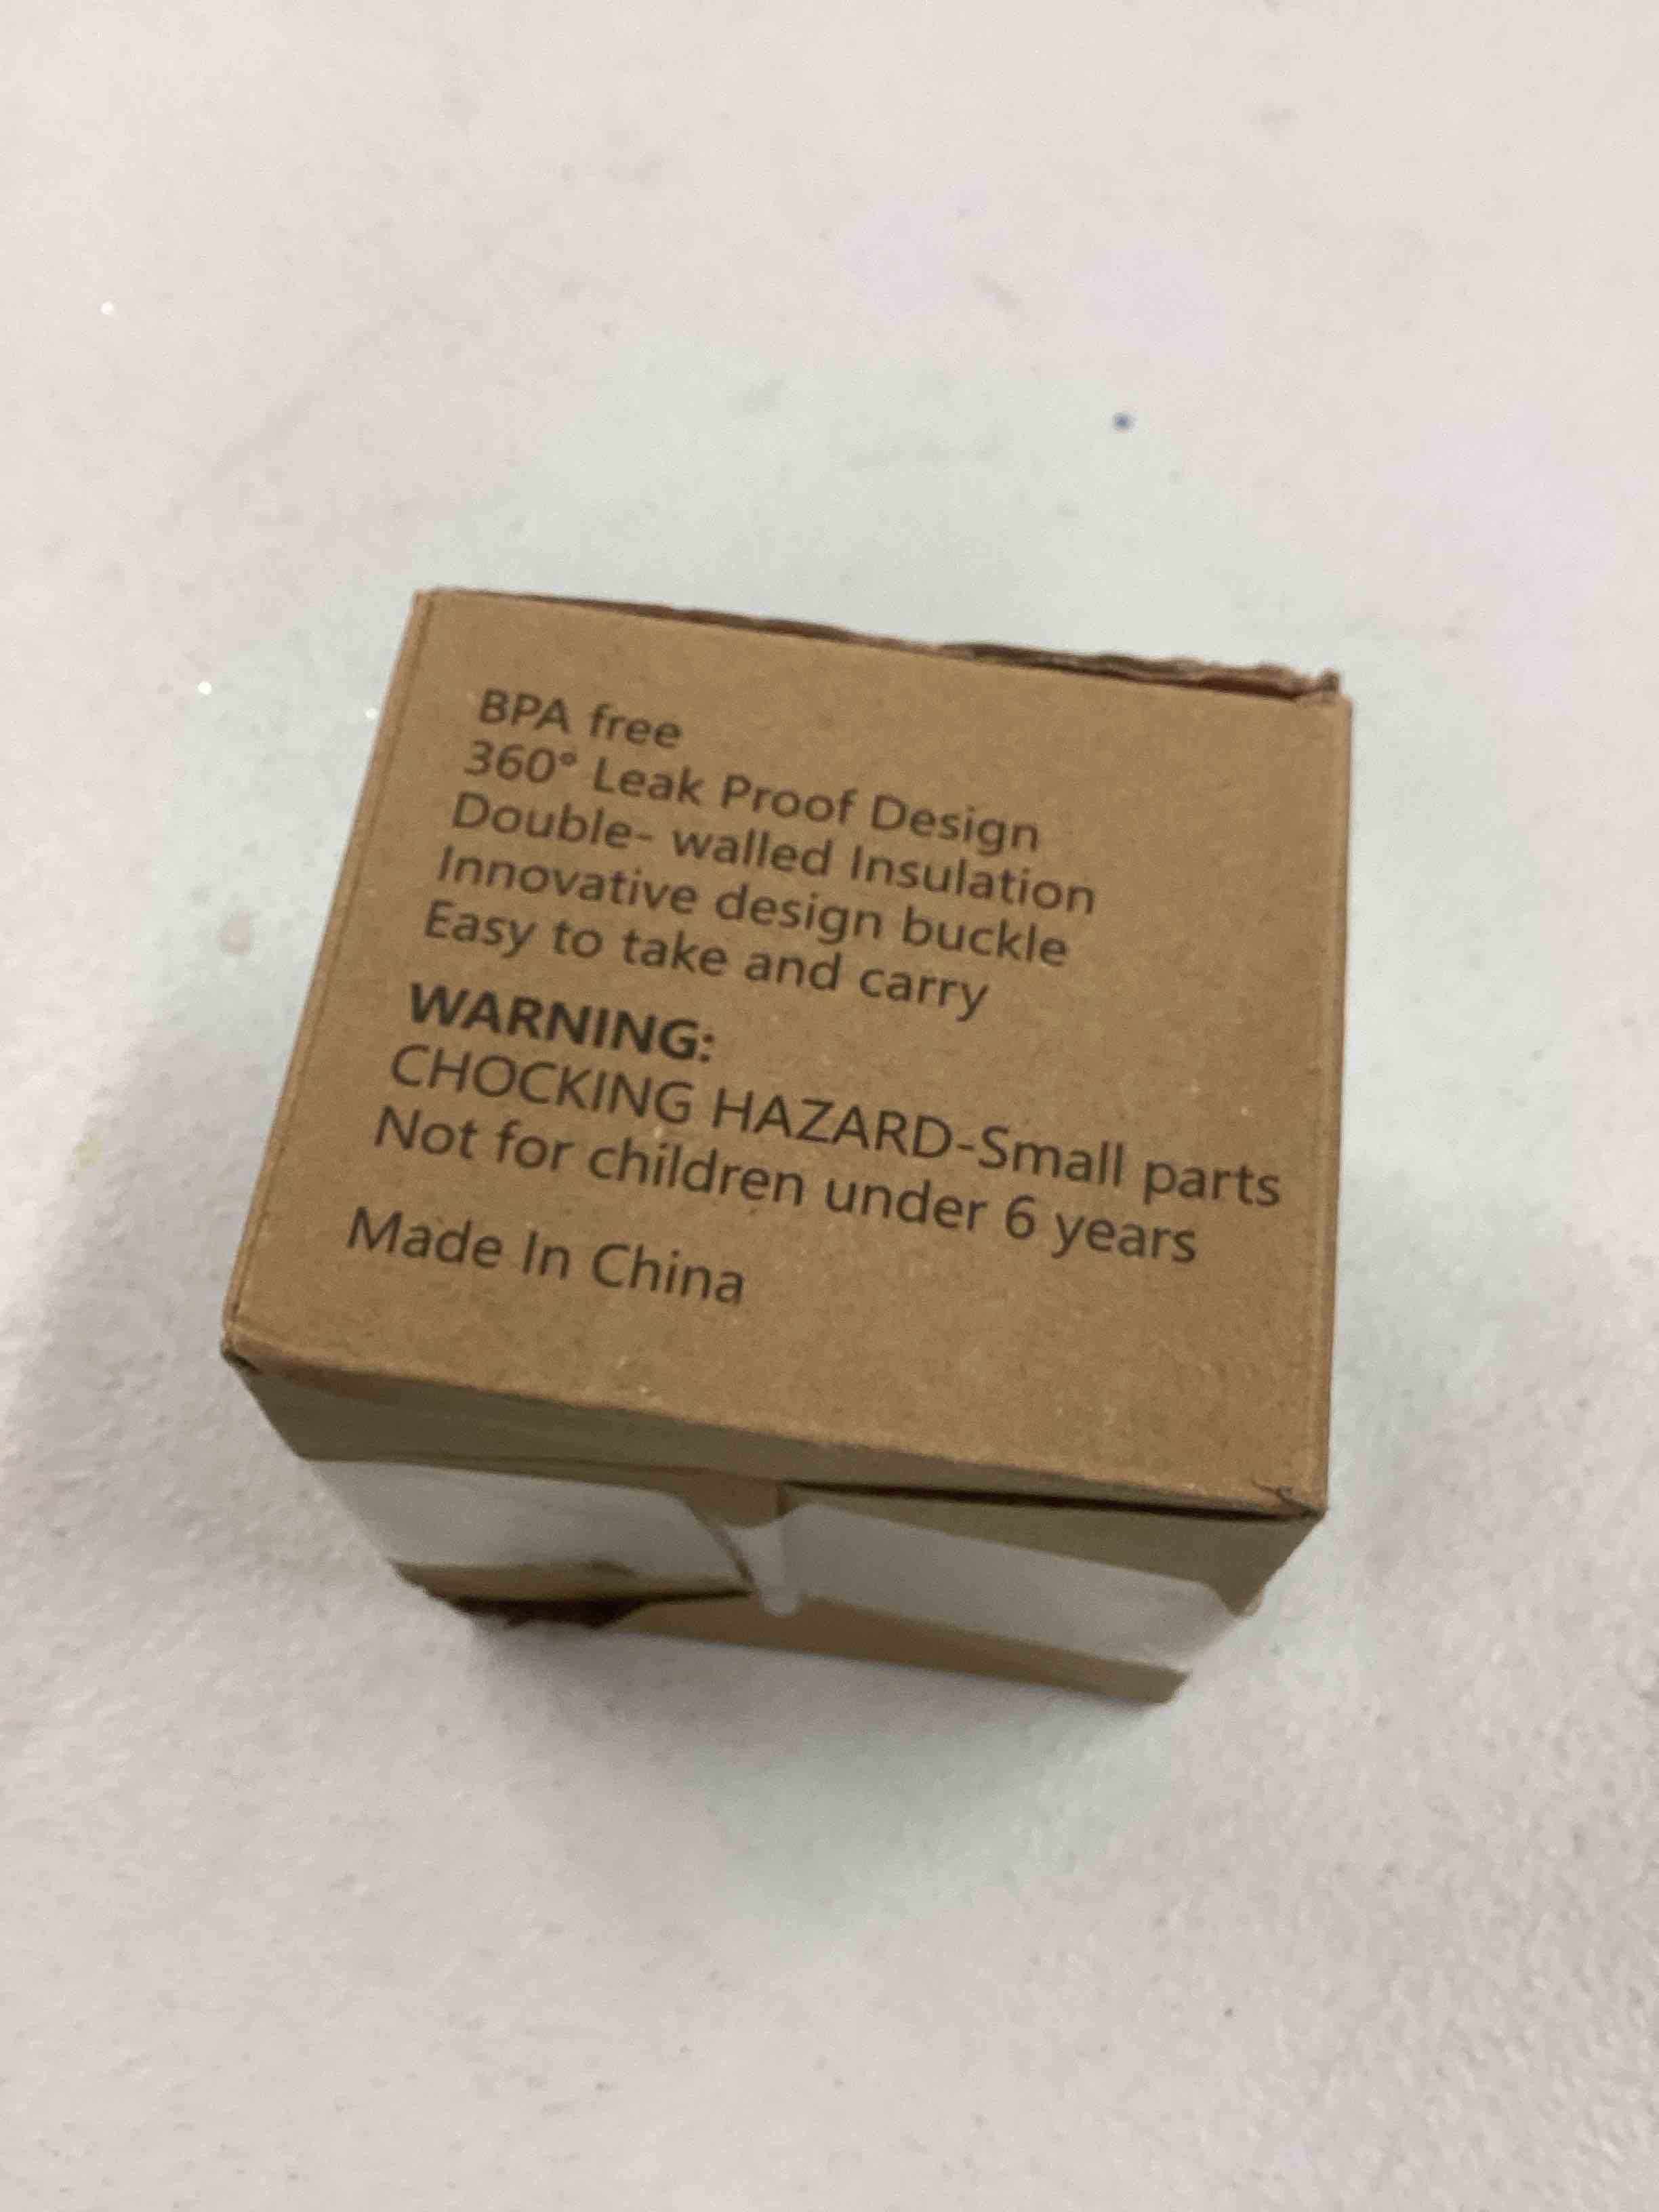 BPA free
360° Leak Proof Design
Double- walled Insulation
Innovative design buckle
Easy to take and carry
WARNING:
CHOCKING HAZARD-Small parts
Not for children under 6 years
Made In China